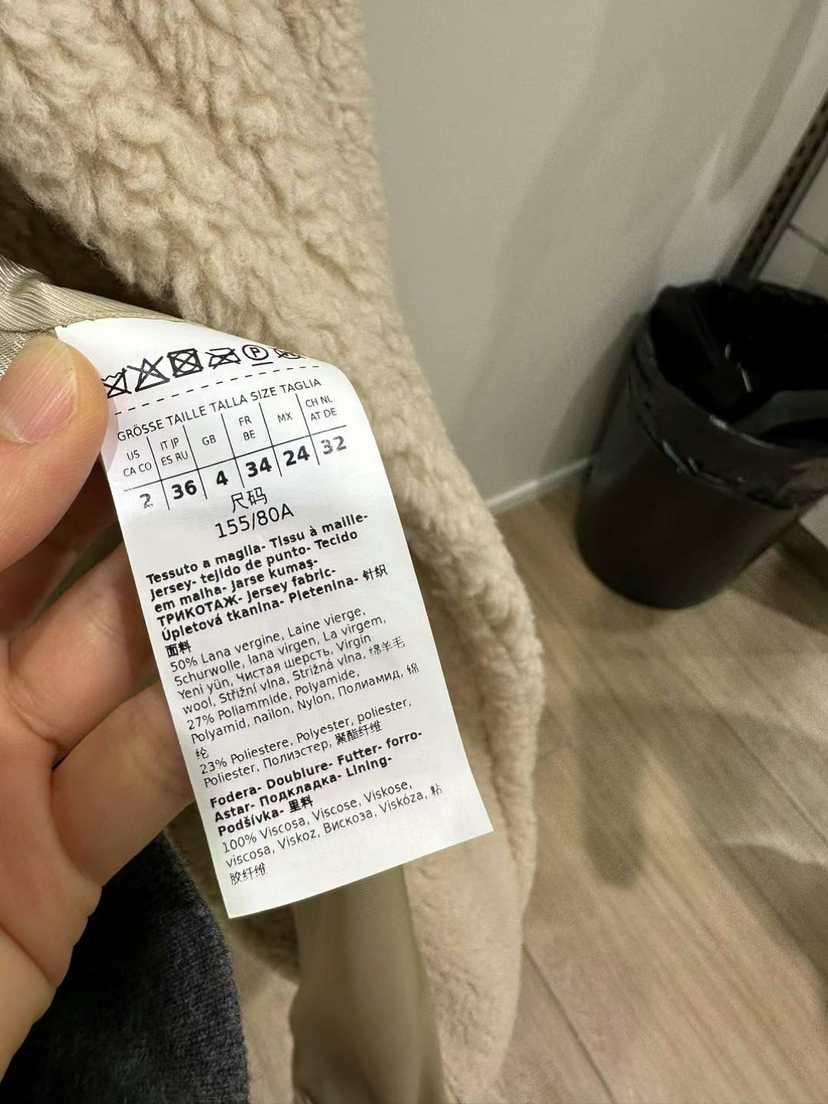 P
GRÖSSE TAILLE TALLA SIZE TAGLIA
US CA CO IT JP ES RU GB FR BE MX CH NL AT DE
2 36 4 34 24 32
尺码
155/80A
Tessuto a maglia- Tissu à maille-
Jersey- tejido de punto- Tecido
em malha- Jarse kumaş-
ТРИКОТАЖ- Jersey fabric-
Úpletová tkanina- Pletenina- 针织
面料
50% Lana vergine, Laine vierge,
Schurwolle, lana virgen, La virgem,
Yeni yün, Чистая шерсть, Virgin
wool, Střižní vlna, Strižná vlna, 绵羊毛
27% Poliammide, Polyamide,
Polyamid, nailon, Nylon, Полиамид, 锦
纶
23% Poliestere, Polyester, poliester,
Poliester, Полиэстер, 聚酯纤维
Fodera- Doublure- Futter- forro-
Astar- Подкладка- Lining-
Podšívka- 里料
100% Viscosa, Viscose, Viskose,
viscosa, Viskoz, Вискоза, Viskóza, 粘
胶纤维